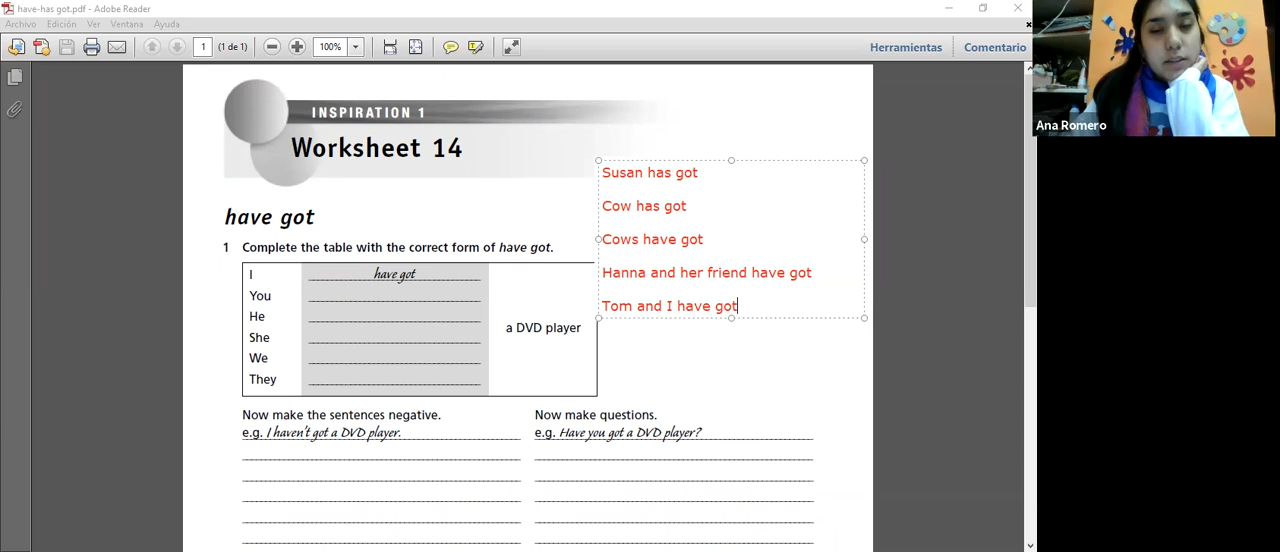 have-has got.pdf - Adobe Reader
Archivo Edición Ver Ventana Ayuda
1 (1 de 1) 100% Herramientas Comentario
Ana Romero
INSPIRATION 1
Worksheet 14
Susan has got
Cow has got
Cows have got
Hanna and her friend have got
Tom and I have got
have got
1 Complete the table with the correct form of have got.
I have got
You
He
She
We
They
a DVD player
Now make the sentences negative.
e.g. I haven't got a DVD player.
Now make questions.
e.g. Have you got a DVD player?